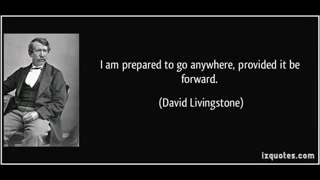 I am prepared to go anywhere, provided it be
forward.
(David Livingstone)
izquotes.com